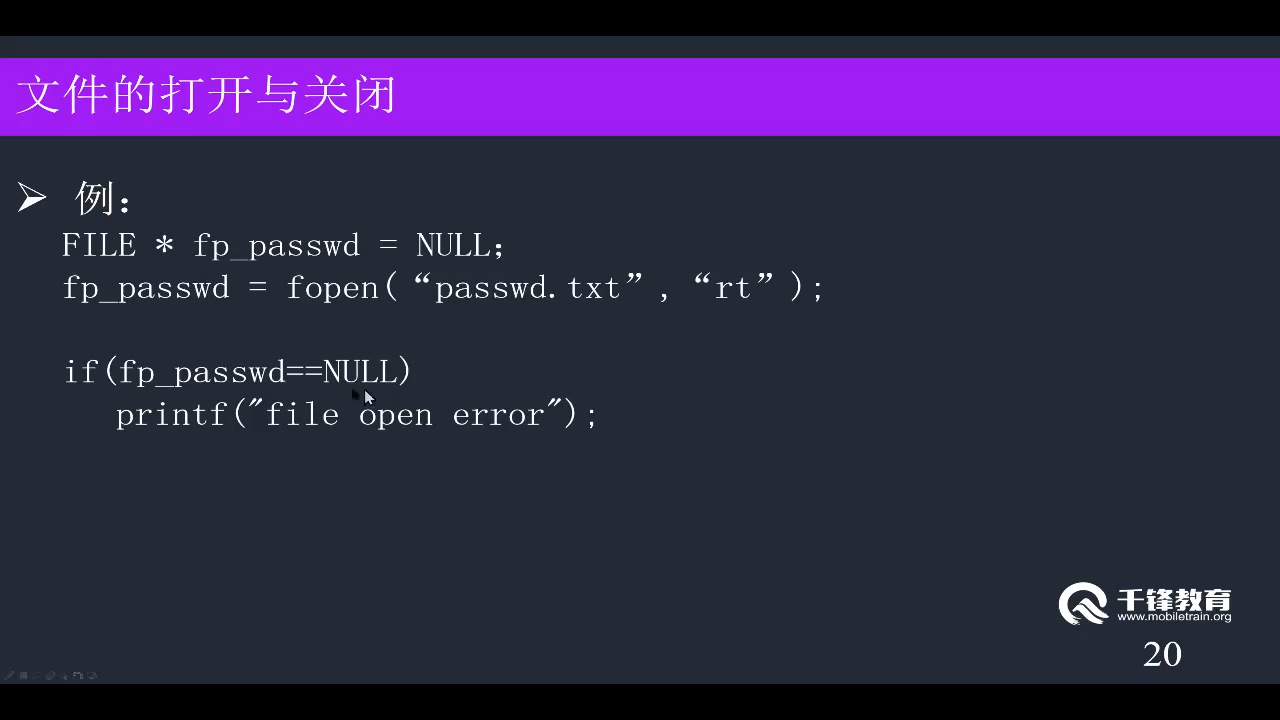 文件的打开与关闭
➢ 例：
FILE * fp_passwd = NULL;
fp_passwd = fopen(“passwd.txt”,“rt”);
if(fp_passwd==NULL)
printf("file open error");
千锋教育
www.mobiletrain.org
20